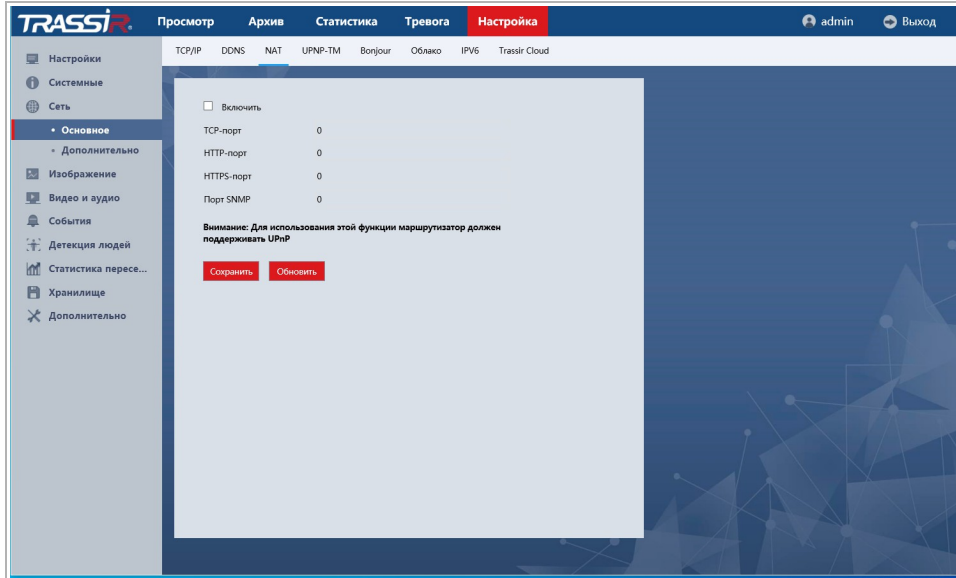 TRASSIR
Просмотр Архив Статистика Тревога Настройка admin Выход
TCP/IP DDNS NAT UPNP-TM Bonjour Облако IPV6 Trassir Cloud
Настройки
Системные
Сеть
Основное
Дополнительно
Изображение
Видео и аудио
События
Детекция людей
Статистика пересе...
Хранилище
Дополнительно
Включить
TCP-порт 0
HTTP-порт 0
HTTPS-порт 0
Порт SNMP 0
Внимание: Для использования этой функции маршрутизатор должен
поддерживать UPnP
Сохранить Обновить